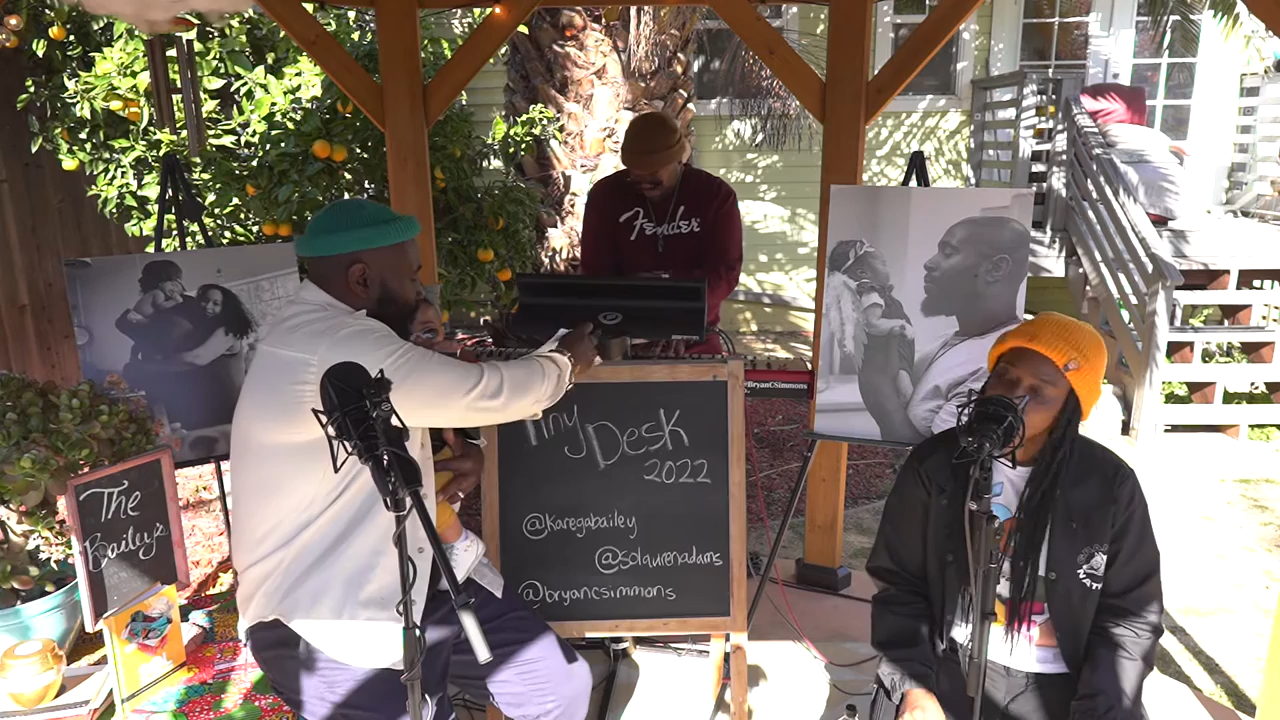 Fender
@BryanCSimmons
Tiny Desk
2022
@karegabailey
@solaurenadams
@bryancsimmons
The
Bailey's